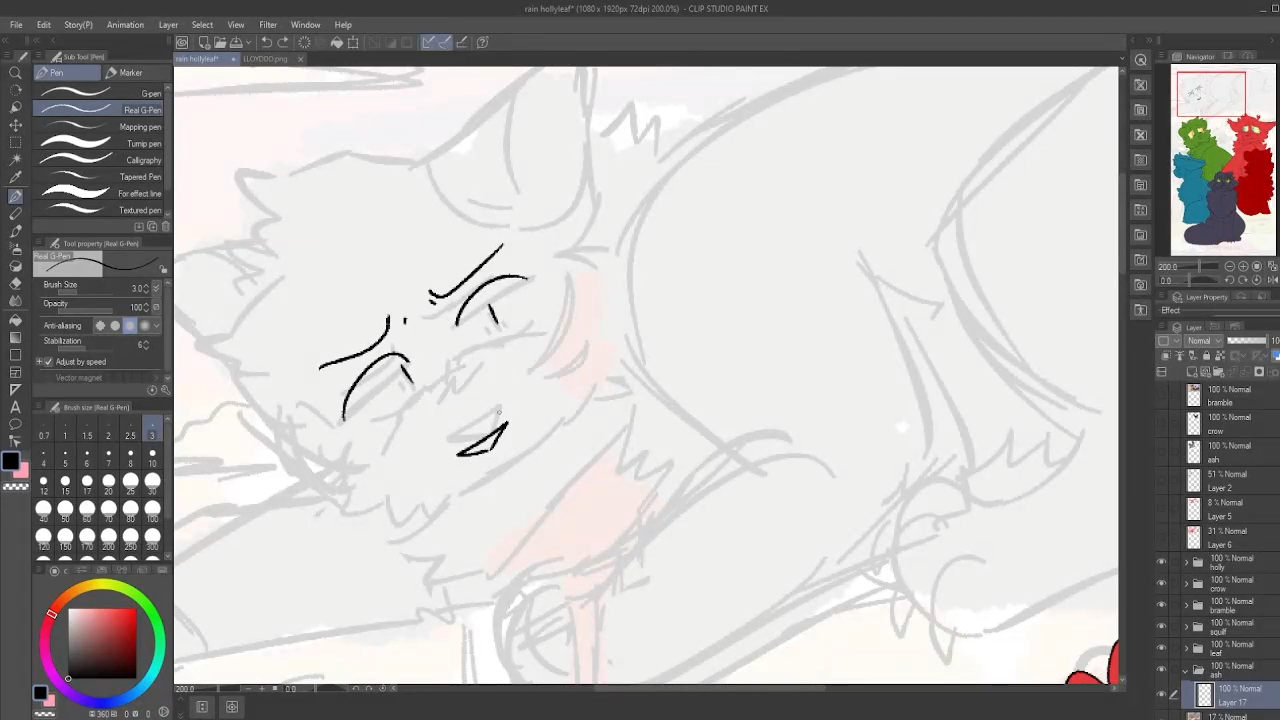 rain hollyleaf* (1080 x 1920px 72dpi 200.0%) - CLIP STUDIO PAINT EX
File Edit Story(P) Animation Layer Select View Filter Window Help
Sub Tool [Pen]
rain hollyleaf* LLOYDDD.png
Navigator
Pen Marker
G-pen
Real G-Pen
Mapping pen
Turnip pen
Calligraphy
Tapered Pen
For effect line
Textured pen
Tool property [Real G-Pen]
Real G-Pen
Brush Size 3.0
Opacity 100
Anti-aliasing
Stabilization 6
Adjust by speed
Vector magnet
Brush size [Real G-Pen]
0.7 1 1.5 2 2.5 3
4 5 6 7 8 10
12 15 17 20 25 30
40 50 60 70 80 100
120 150 170 200 250 300
200.0
0.0
Layer Property
Effect
Layer
Normal
100 % Normal
bramble
100 % Normal
crow
100 % Normal
ash
51 % Normal
Layer 2
8 % Normal
Layer 5
31 % Normal
Layer 6
100 % Normal
holly
100 % Normal
crow
100 % Normal
bramble
100 % Normal
squilf
100 % Normal
leaf
100 % Normal
ash
100 % Normal
Layer 17
17 % Normal
200.0
360 0 0